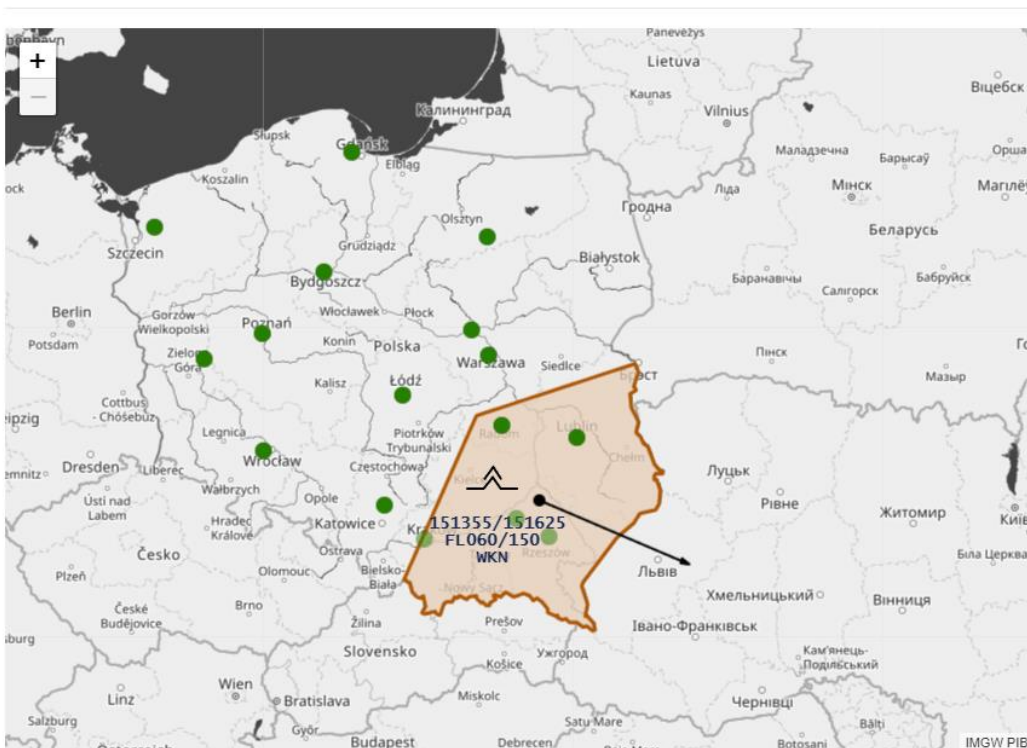 Panevėžys
Lietuva
+
−
Калининград
Kaunas
Vilnius
Віцебск
Słupsk
Gdańsk
Elbląg
Маладзечна
Барысаў
Орша
Koszalin
Ліда
Мінск
Магілёў
Szczecin
Grudziądz
Olsztyn
Гродна
Беларусь
Bydgoszcz
Białystok
Баранавічы
Салігорск
Бабруйск
Berlin
Potsdam
Gorzów
Wielkopolski
Poznań
Włocławek
Płock
Konin
Polska
Warszawa
Siedlce
Брэст
Пінск
Мазыр
Kalisz
Łódź
Cottbus
- Chóśebuz
Legnica
Wrocław
Piotrków
Trybunalski
Radom
Lublin
Chełm
Dresden
Liberec
Wałbrzych
Opole
Częstochowa
Kielce
Луцьк
Рівне
Житомир
Ústí nad
Labem
Hradec
Králové
Katowice
151355/151625
FL060/150
WKN
Rzeszów
Біла Церква
Česko
Ostrava
Olomouc
Bielsko-
Biała
Nowy Sącz
Львів
Хмельницький
Вінниця
Plzeň
České
Budějovice
Brno
Žilina
Prešov
Івано-Франківськ
Slovensko
Košice
Ужгород
Кам'янець-
Подільський
Linz
Wien
Bratislava
Miskolc
Чернівці
Salzburg
Győr
Budapest
Debrecen
Satu Mare
Botoșani
Bălți
IMGW PIB